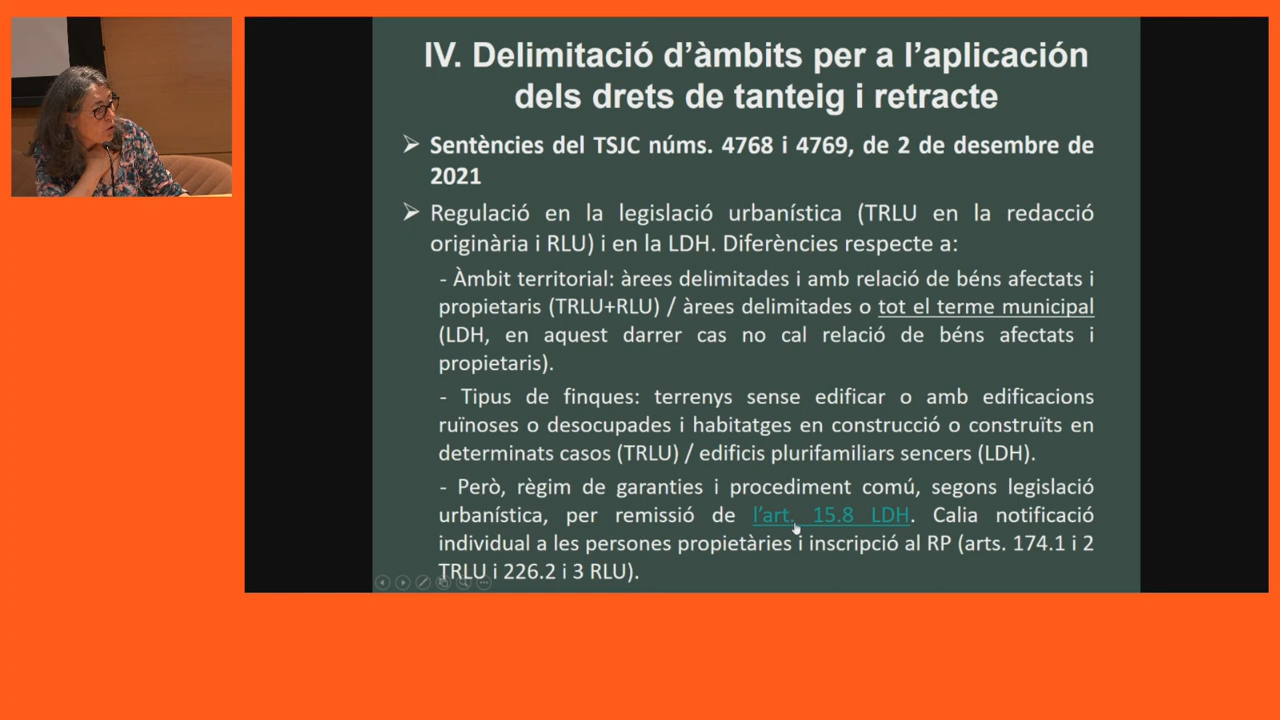 IV. Delimitació d’àmbits per a l’aplicación
dels drets de tanteig i retracte
➢ Sentències del TSJC núms. 4768 i 4769, de 2 de desembre de
2021
➢ Regulació en la legislació urbanística (TRLU en la redacció
originària i RLU) i en la LDH. Diferències respecte a:
- Àmbit territorial: àrees delimitades i amb relació de béns afectats i
propietaris (TRLU+RLU) / àrees delimitades o tot el terme municipal
(LDH, en aquest darrer cas no cal relació de béns afectats i
propietaris).
- Tipus de finques: terrenys sense edificar o amb edificacions
ruïnoses o desocupades i habitatges en construcció o construïts en
determinats casos (TRLU) / edificis plurifamiliars sencers (LDH).
- Però, règim de garanties i procediment comú, segons legislació
urbanística, per remissió de l’art. 15.8 LDH. Calia notificació
individual a les persones propietàries i inscripció al RP (arts. 174.1 i 2
TRLU i 226.2 i 3 RLU).